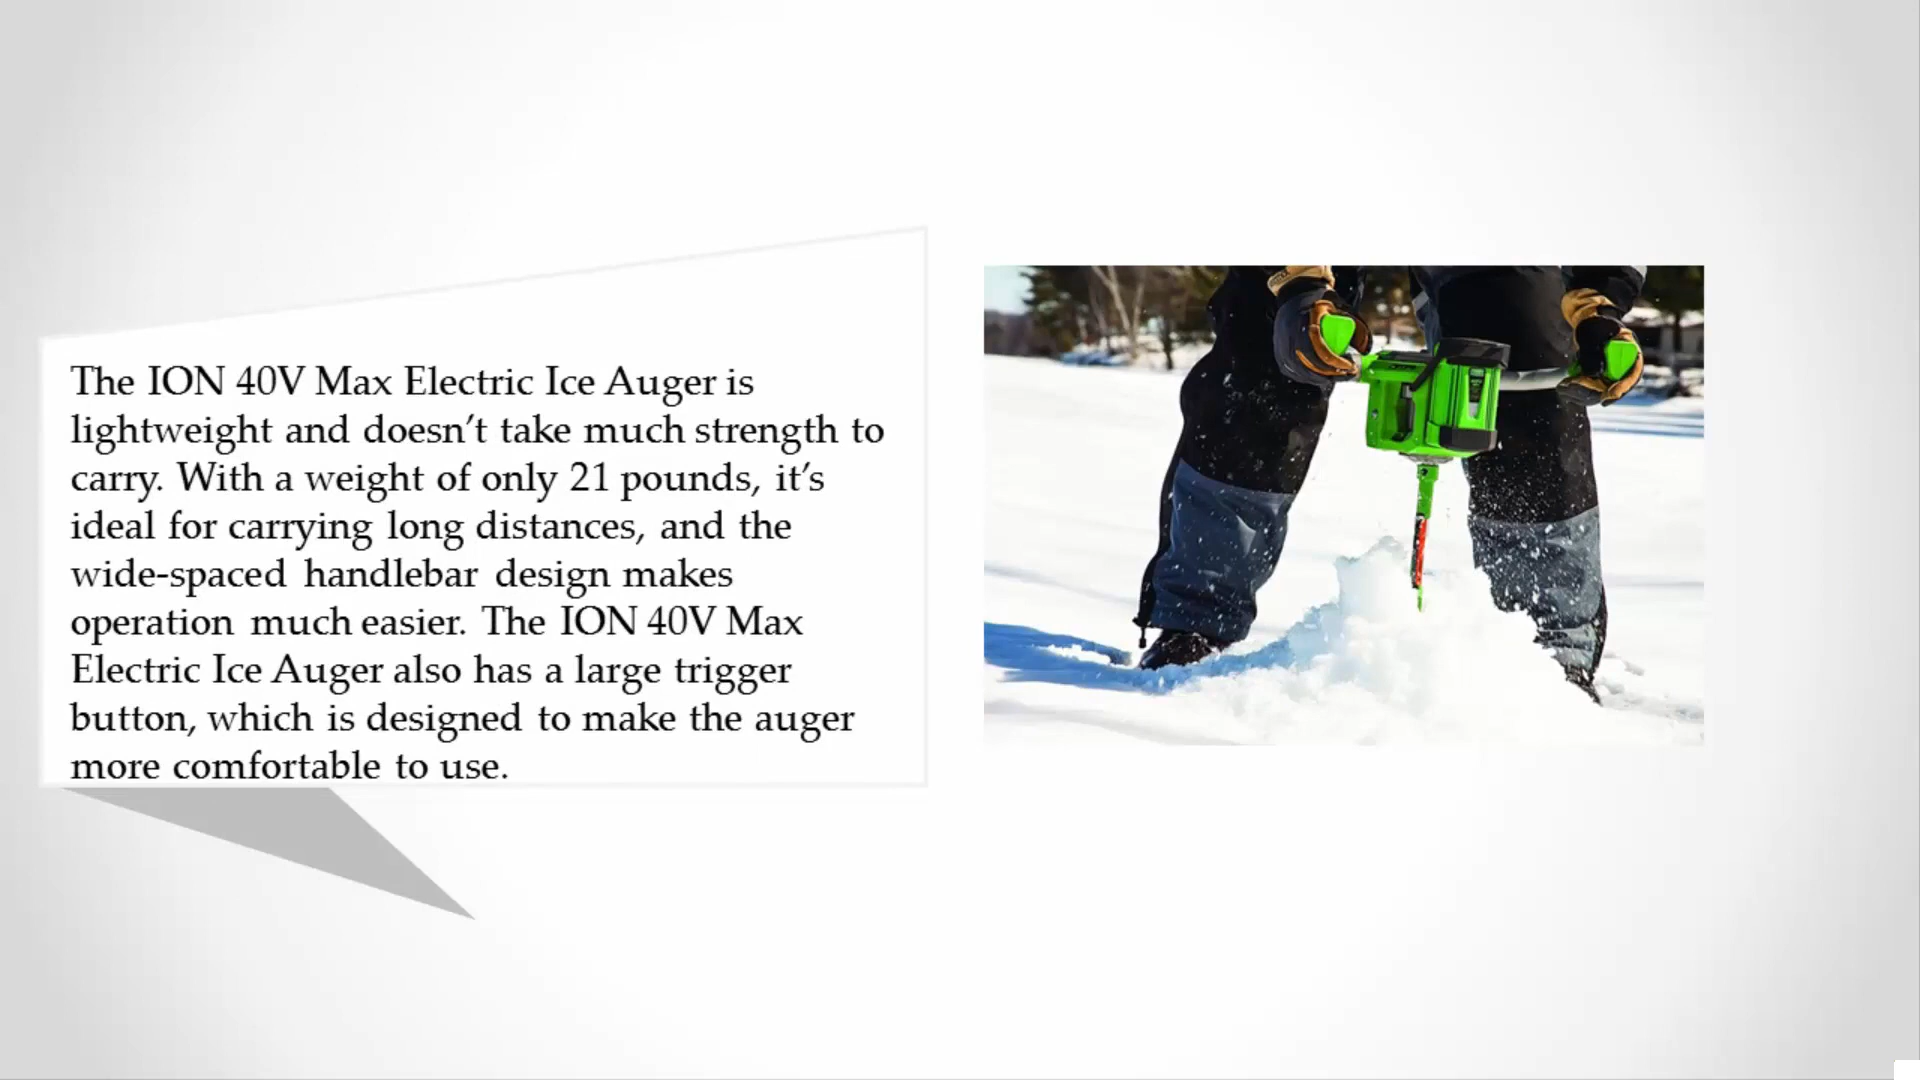 The ION 40V Max Electric Ice Auger is
lightweight and doesn’t take much strength to
carry. With a weight of only 21 pounds, it’s
ideal for carrying long distances, and the
wide-spaced handlebar design makes
operation much easier. The ION 40V Max
Electric Ice Auger also has a large trigger
button, which is designed to make the auger
more comfortable to use.